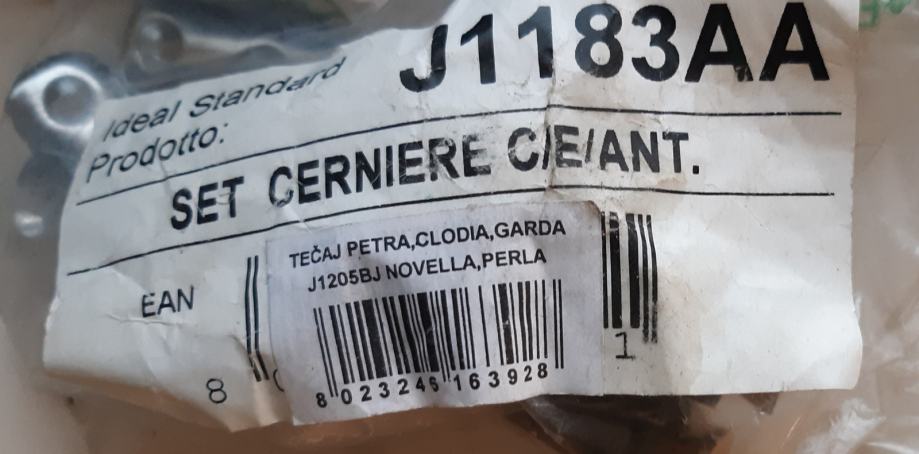 J1183AA
Ideal Standard
Prodotto:
SET CERNIERE C/E/ANT.
TEČAJ PETRA,CLODIA,GARDA
J1205BJ NOVELLA,PERLA
EAN
8 023246 163928
8
1